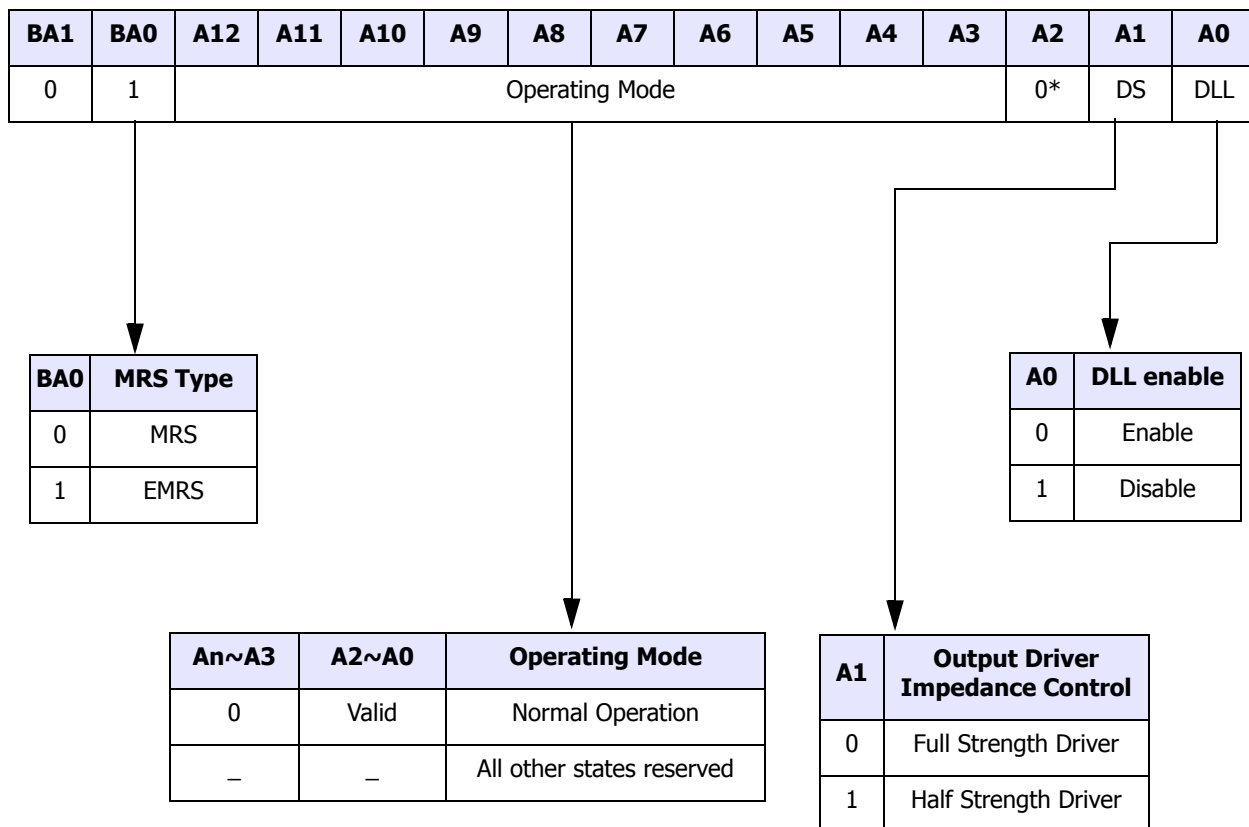 BA1 BA0 A12 A11 A10 A9 A8 A7 A6 A5 A4 A3 A2 A1 A0
0 1 Operating Mode 0* DS DLL
BA0 MRS Type
0 MRS
1 EMRS
A0 DLL enable
0 Enable
1 Disable
An~A3 A2~A0 Operating Mode
0 Valid Normal Operation
_ _ All other states reserved
A1 Output Driver
Impedance Control
0 Full Strength Driver
1 Half Strength Driver